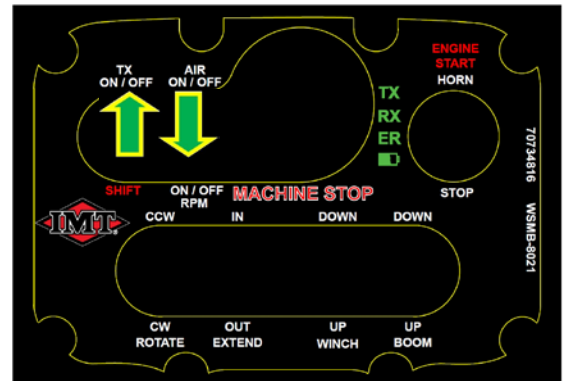 TX
ON / OFF
AIR
ON / OFF
ENGINE
START
HORN
TX
RX
ER
SHIFT
ON / OFF
RPM
MACHINE STOP
STOP
70734816 WSMB-8021
IMT.
CCW IN DOWN DOWN
CW
ROTATE
OUT
EXTEND
UP
WINCH
UP
BOOM